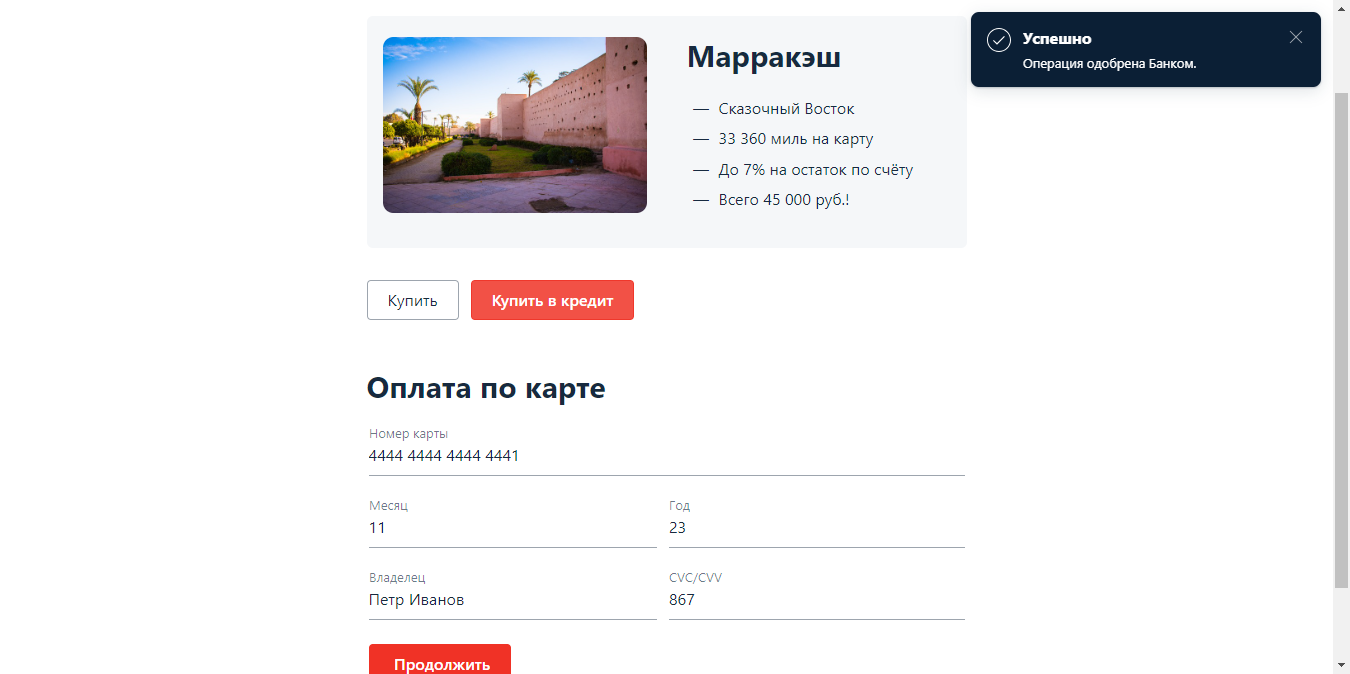 Марракэш
— Сказочный Восток
— 33 360 миль на карту
— До 7% на остаток по счёту
— Всего 45 000 руб.!
Успешно
Операция одобрена Банком.
Купить
Купить в кредит
Оплата по карте
Номер карты
4444 4444 4444 4441
Месяц
11
Год
23
Владелец
Петр Иванов
CVC/CVV
867
Продолжить